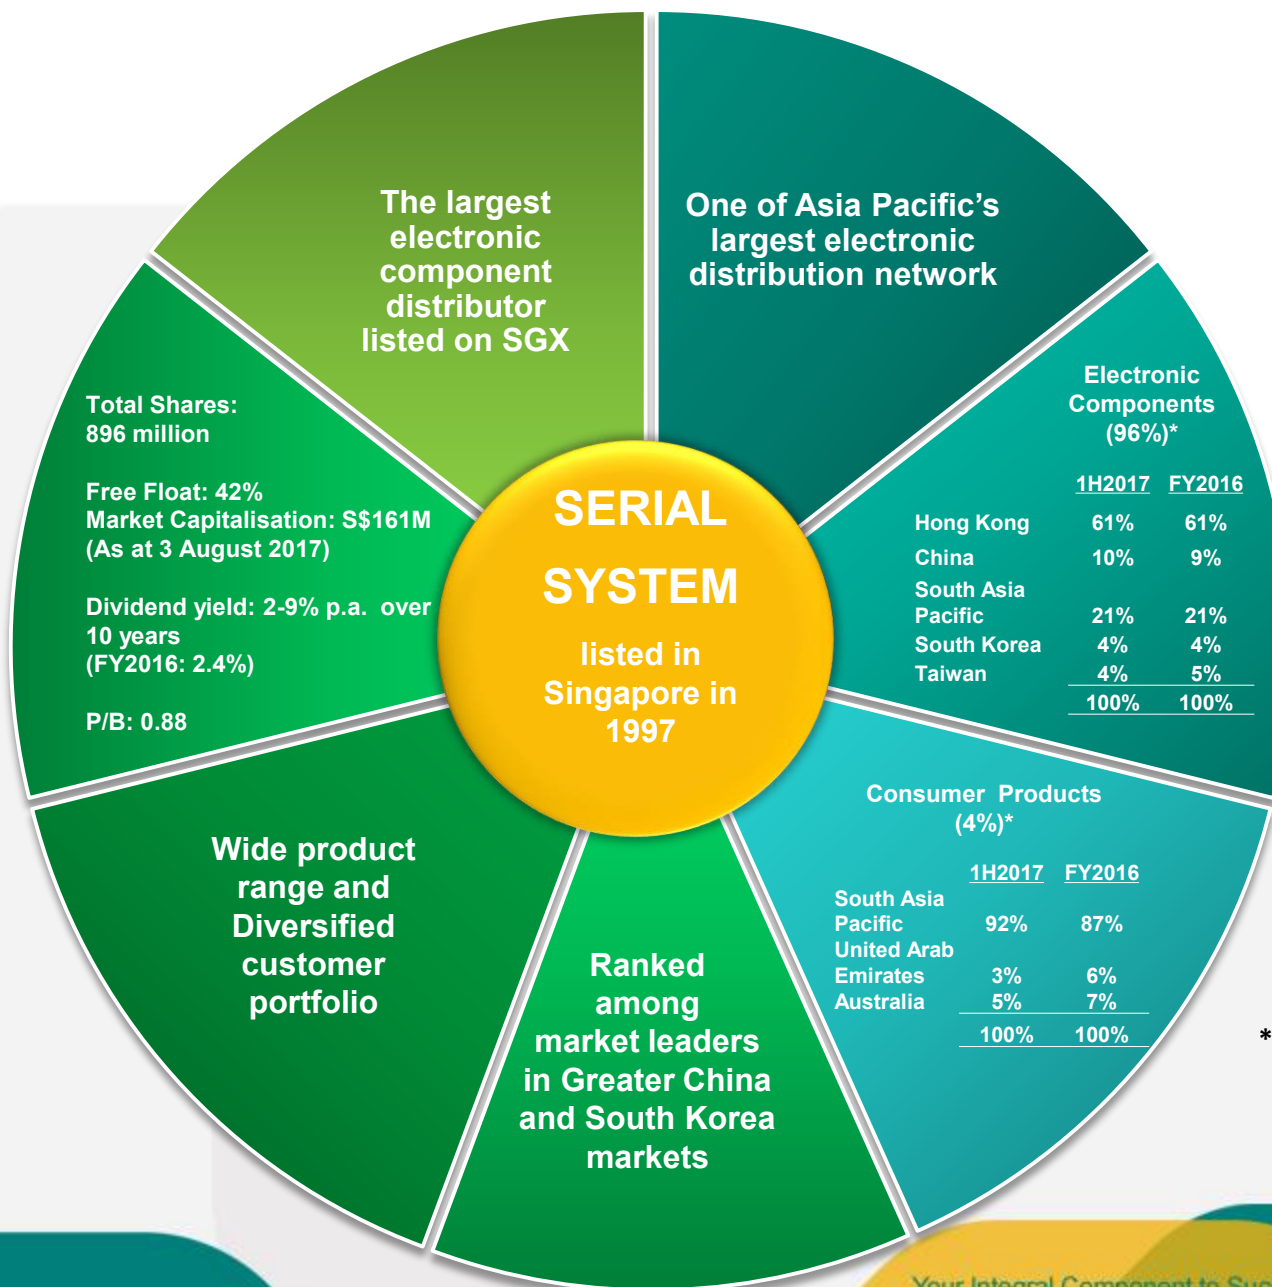 The largest
electronic
component
distributor
listed on SGX
One of Asia Pacific’s
largest electronic
distribution network
Electronic
Components
(96%)*
1H2017 FY2016
Hong Kong 61% 61%
China 10% 9%
South Asia
Pacific 21% 21%
South Korea 4% 4%
Taiwan 4% 5%
100% 100%
Total Shares:
896 million
Free Float: 42%
Market Capitalisation: S$161M
(As at 3 August 2017)
Dividend yield: 2-9% p.a. over
10 years
(FY2016: 2.4%)
P/B: 0.88
SERIAL
SYSTEM
listed in
Singapore in
1997
Consumer Products
(4%)*
1H2017 FY2016
South Asia
Pacific 92% 87%
United Arab
Emirates 3% 6%
Australia 5% 7%
100% 100%
*
Wide product
range and
Diversified
customer
portfolio
Ranked
among
market leaders
in Greater China
and South Korea
markets
Your Integral Component